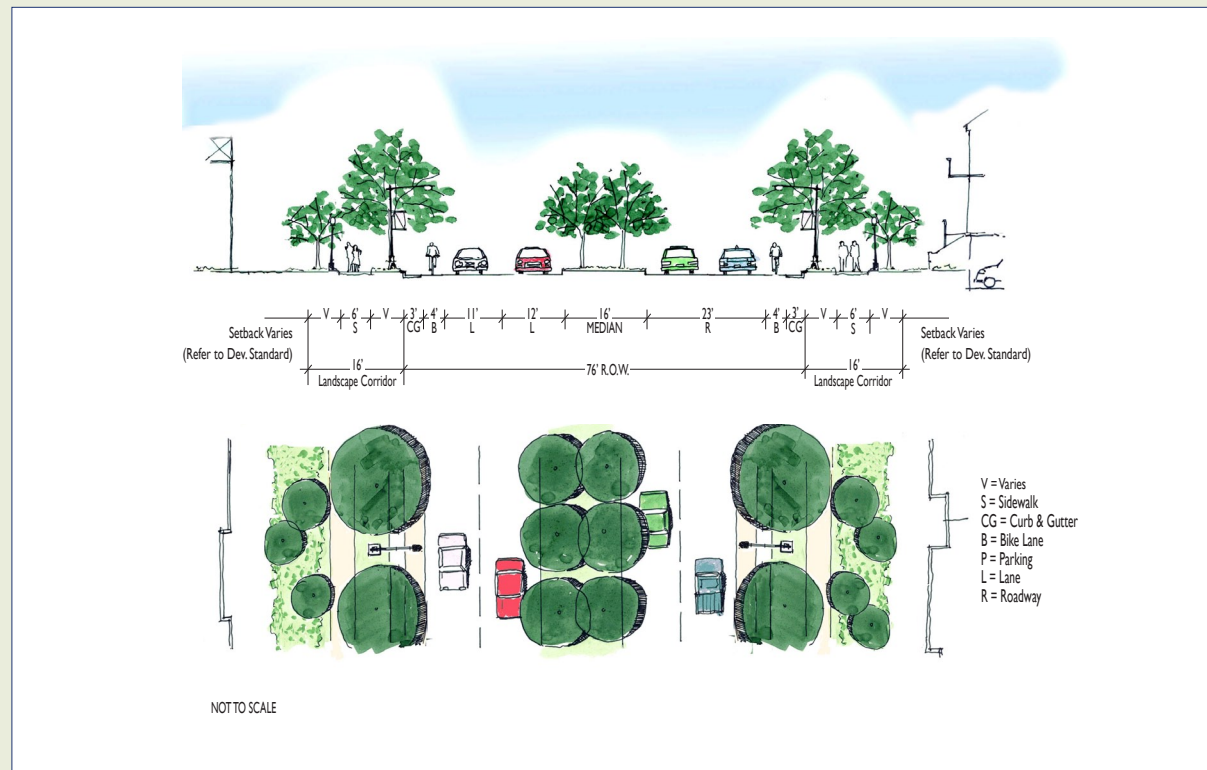 V 6' V 3' 4' 11' 12' 16' 23' 4' 3' V 6' V
S CG B L L MEDIAN R B CG S
Setback Varies
(Refer to Dev. Standard)
Setback Varies
(Refer to Dev. Standard)
16'
Landscape Corridor
76' R.O.W.
16'
Landscape Corridor
V = Varies
S = Sidewalk
CG = Curb & Gutter
B = Bike Lane
P = Parking
L = Lane
R = Roadway
NOT TO SCALE